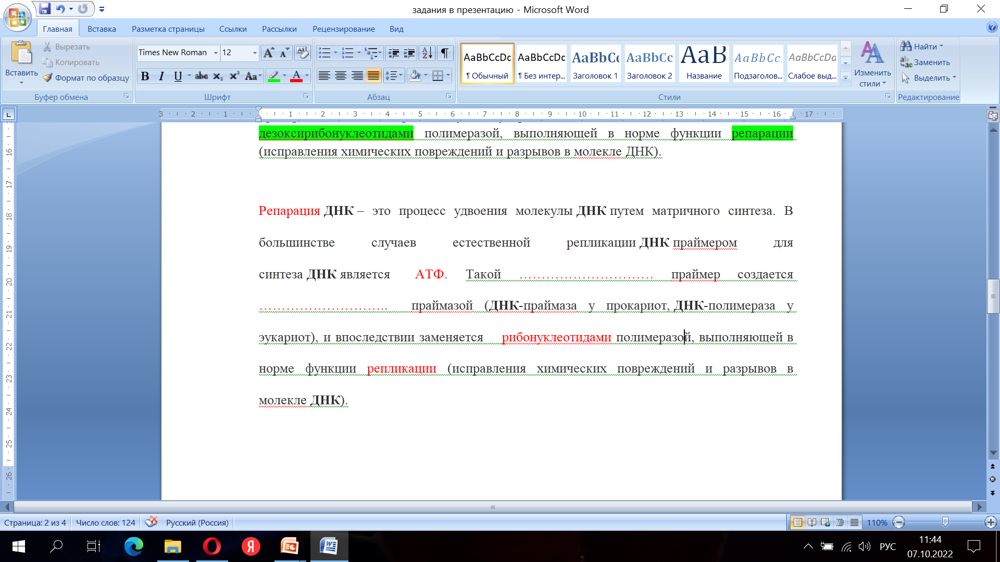 задания в презентацию - Microsoft Word
Главная Вставка Разметка страницы Ссылки Рассылки Рецензирование Вид
Вставить
Вырезать
Копировать
Формат по образцу
Буфер обмена
Times New Roman 12
Шрифт
Абзац
AaBbCcDc AaBbCcDc AaBbCc AaBbCc AaB AaBbCc. AaBbCcDa
¶ Обычный ¶ Без интер... Заголовок 1 Заголовок 2 Название Подзаголов... Слабое выд...
Изменить стили
Стили
Найти
Заменить
Выделить
Редактирование
3 2 1 1 2 3 4 5 6 7 8 9 10 11 12 13 14 15 16 17
16
17
18
19
20
21
22
23
24
25
26
дезоксирибонуклеотидами полимеразой, выполняющей в норме функции репарации
(исправления химических повреждений и разрывов в молекле ДНК).
Репарация ДНК – это процесс удвоения молекулы ДНК путем матричного синтеза. В
большинстве случаев естественной репликации ДНК праймером для
синтеза ДНК является АТФ. Такой ………………………… праймер создается
……………………….. праймазой (ДНК-праймаза у прокариот, ДНК-полимераза у
эукариот), и впоследствии заменяется рибонуклеотидами полимеразой, выполняющей в
норме функции репликации (исправления химических повреждений и разрывов в
молекле ДНК).
Страница: 2 из 4 Число слов: 124 Русский (Россия) 110%
РУС 11:44
07.10.2022